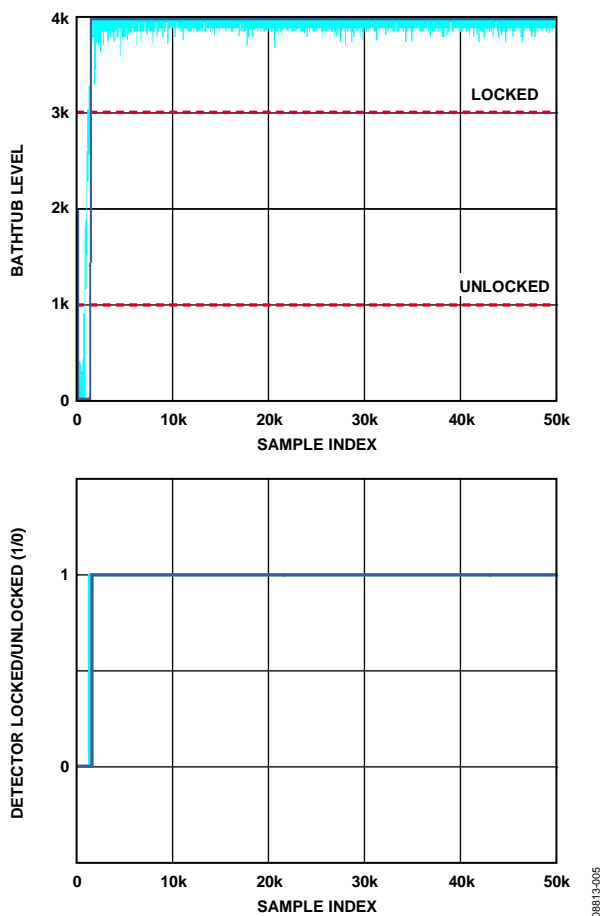 4k
3k
2k
1k
0
BATHTUB LEVEL
LOCKED
UNLOCKED
0 10k 20k 30k 40k 50k
SAMPLE INDEX
1
0
DETECTOR LOCKED/UNLOCKED (1/0)
0 10k 20k 30k 40k 50k
SAMPLE INDEX
08813-005